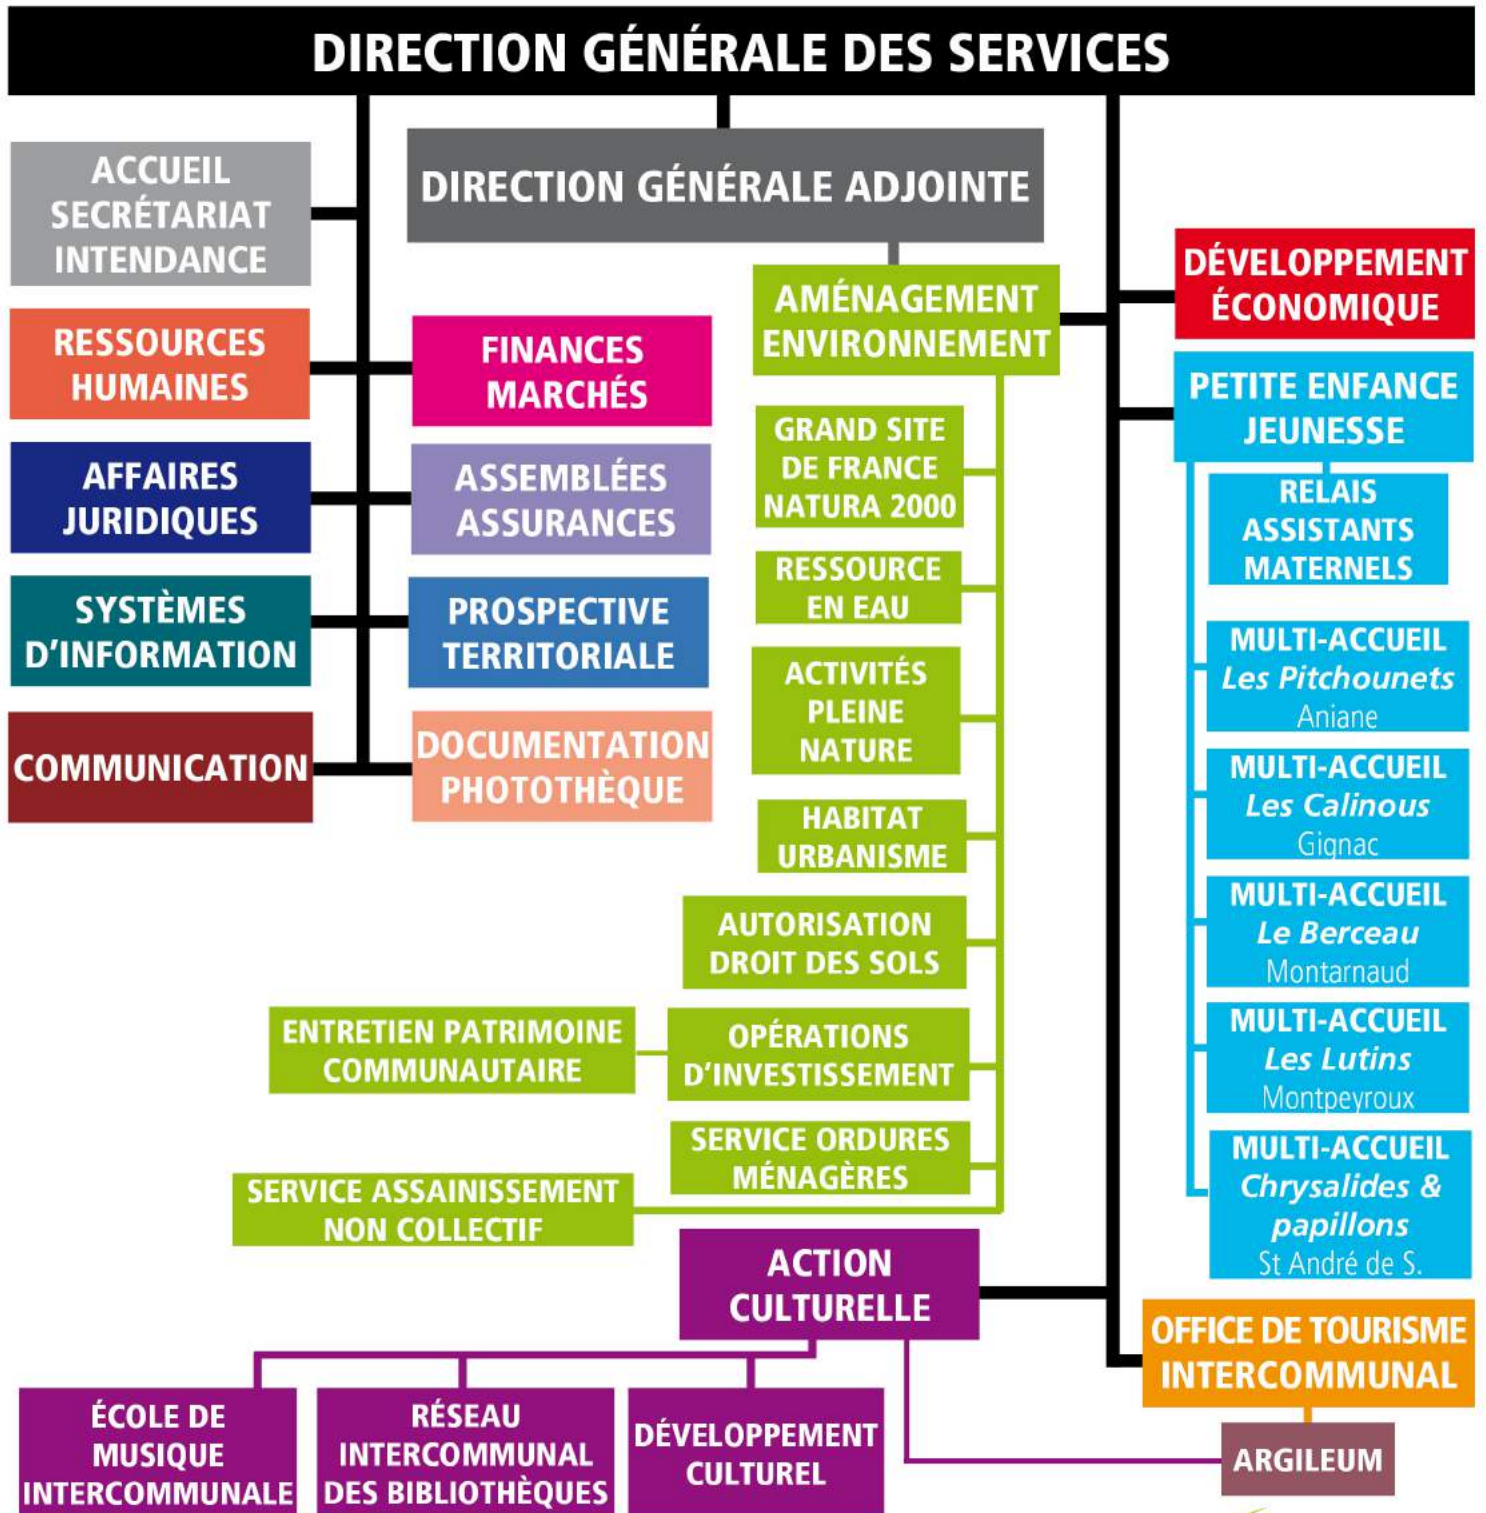 DIRECTION GÉNÉRALE DES SERVICES
ACCUEIL
SECRÉTARIAT
INTENDANCE
DIRECTION GÉNÉRALE ADJOINTE
RESSOURCES
HUMAINES
FINANCES
MARCHÉS
AFFAIRES
JURIDIQUES
ASSEMBLÉES
ASSURANCES
SYSTÈMES
D'INFORMATION
PROSPECTIVE
TERRITORIALE
COMMUNICATION
DOCUMENTATION
PHOTOTHÈQUE
AMÉNAGEMENT
ENVIRONNEMENT
GRAND SITE
DE FRANCE
NATURA 2000
RESSOURCE
EN EAU
ACTIVITÉS
PLEINE
NATURE
HABITAT
URBANISME
AUTORISATION
DROIT DES SOLS
ENTRETIEN PATRIMOINE
COMMUNAUTAIRE
OPÉRATIONS
D'INVESTISSEMENT
SERVICE ORDURES
MÉNAGÈRES
SERVICE ASSAINISSEMENT
NON COLLECTIF
DÉVELOPPEMENT
ÉCONOMIQUE
PETITE ENFANCE
JEUNESSE
RELAIS
ASSISTANTS
MATERNELS
MULTI-ACCUEIL
Les Pitchounets
Aniane
MULTI-ACCUEIL
Les Calinous
Gignac
MULTI-ACCUEIL
Le Berceau
Montarnaud
MULTI-ACCUEIL
Les Lutins
Montpeyroux
MULTI-ACCUEIL
Chrysalides &
papillons
St André de S.
ACTION
CULTURELLE
ÉCOLE DE
MUSIQUE
INTERCOMMUNALE
RÉSEAU
INTERCOMMUNAL
DES BIBLIOTHÈQUES
DÉVELOPPEMENT
CULTUREL
OFFICE DE TOURISME
INTERCOMMUNAL
ARGILEUM